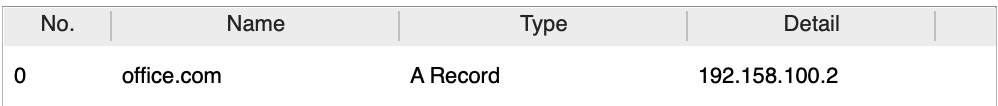 No. Name Type Detail
0 office.com A Record 192.158.100.2